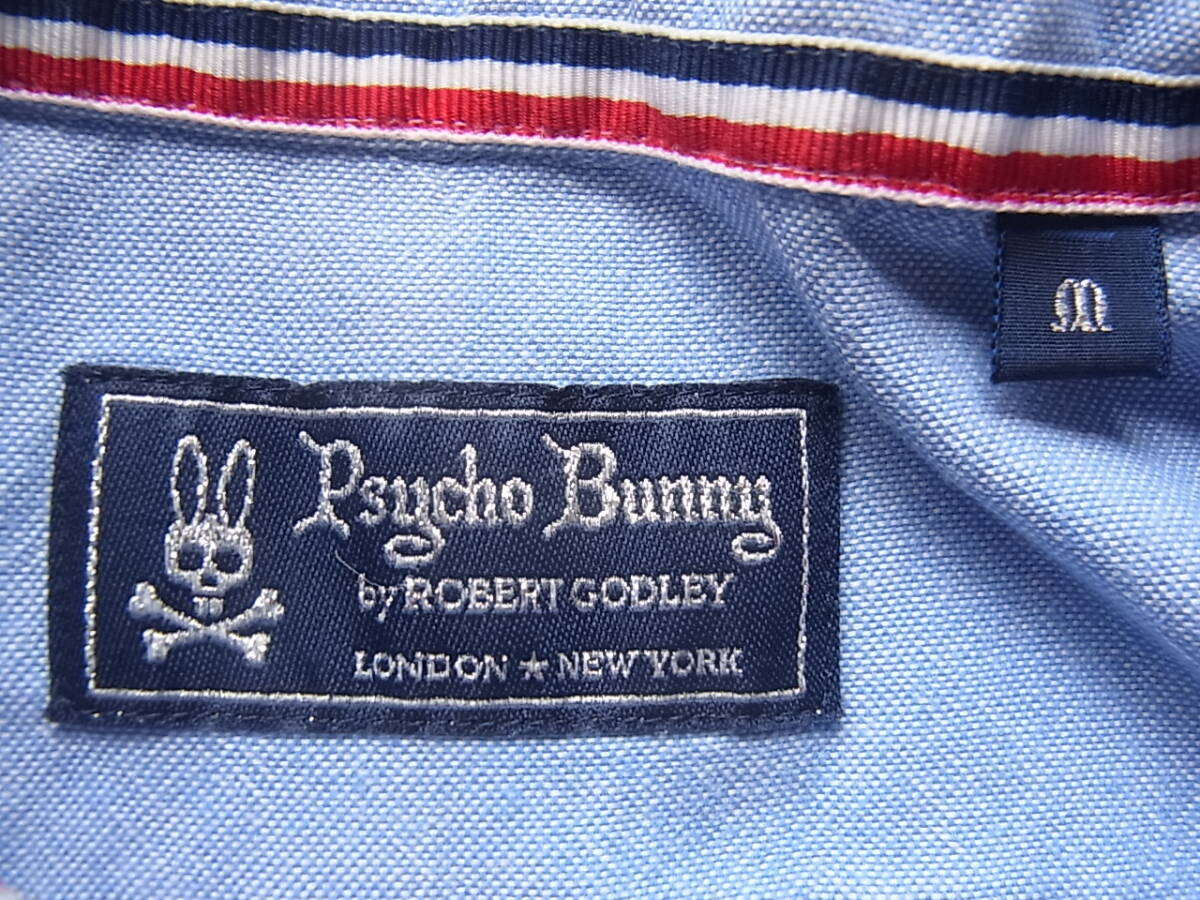 M
Psycho Bunny
by ROBERT GODLEY
LONDON ★ NEW YORK